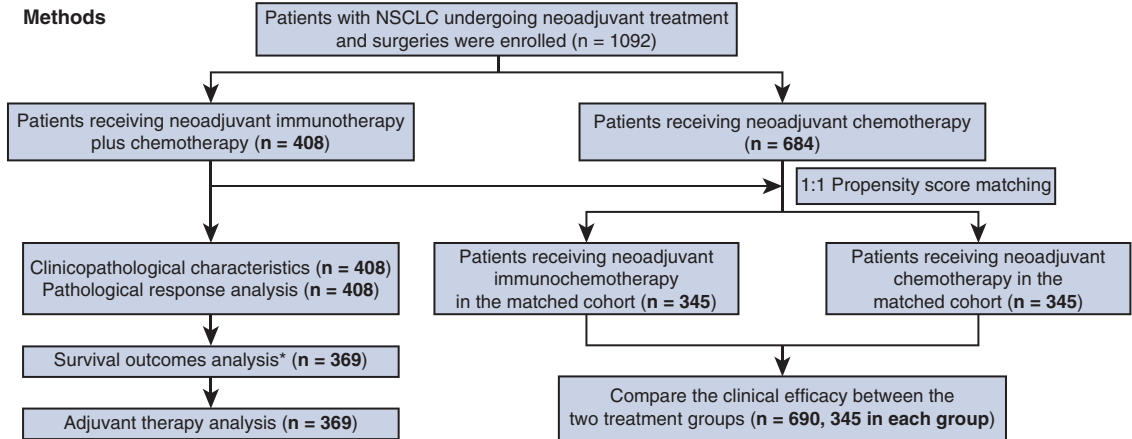 Methods
Patients with NSCLC undergoing neoadjuvant treatment
and surgeries were enrolled (n = 1092)
Patients receiving neoadjuvant immunotherapy
plus chemotherapy (n = 408)
Patients receiving neoadjuvant chemotherapy
(n = 684)
1:1 Propensity score matching
Clinicopathological characteristics (n = 408)
Pathological response analysis (n = 408)
Patients receiving neoadjuvant
immunochemotherapy
in the matched cohort (n = 345)
Patients receiving neoadjuvant
chemotherapy in the
matched cohort (n = 345)
Survival outcomes analysis* (n = 369)
Adjuvant therapy analysis (n = 369)
Compare the clinical efficacy between the
two treatment groups (n = 690, 345 in each group)